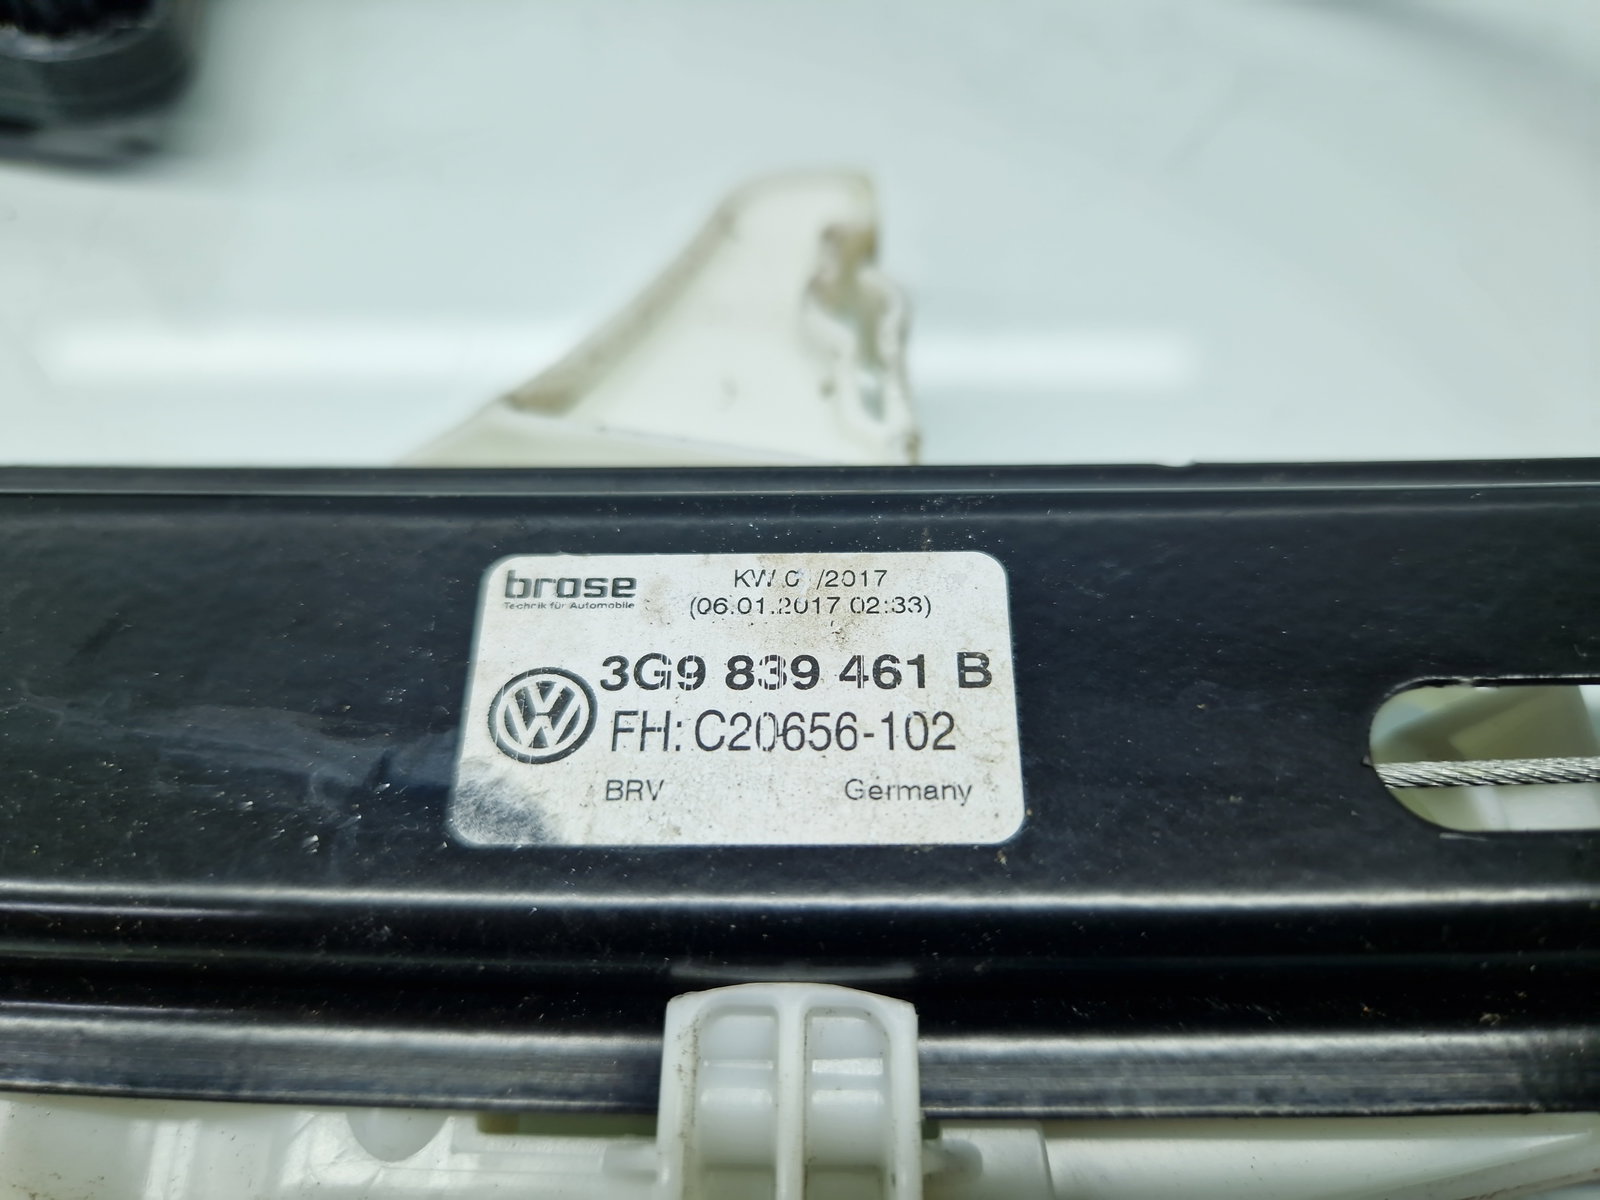 brose
Technik für Automobile
KW 0 /2017
(06.01.2017 02:33)
3G9 839 461 B
FH: C20656-102
BRV Germany